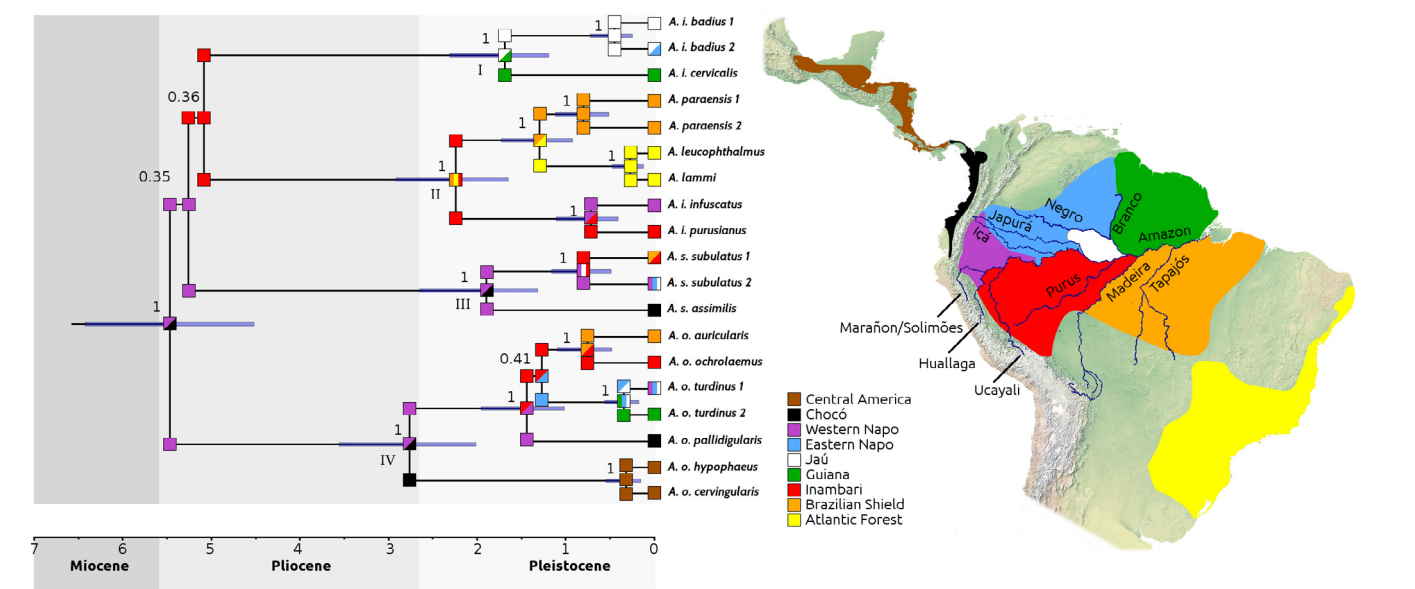 A. i. badius 1
A. i. badius 2
A. i. cervicalis
A. paraensis 1
A. paraensis 2
A. leucophthalmus
A. lammi
A. i. infuscatus
A. i. purusianus
A. s. subulatus 1
A. s. subulatus 2
A. s. assimilis
A. o. auricularis
A. o. ochrolaemus
A. o. turdinus 1
A. o. turdinus 2
A. o. pallidigularis
A. o. hypophaeus
A. o. cervingularis
1
1
I
0.36
1
1
1
1
II
0.35
1
1
1
III
1
1
0.41
1
1
1
IV
1
7 6 5 4 3 2 1 0
Miocene Pliocene Pleistocene
Negro
Japurá
Içá
Branco
Amazon
Purus
Madeira
Tapajós
Marañon/Solimões
Huallaga
Ucayali
Central America
Chocó
Western Napo
Eastern Napo
Jaú
Guiana
Inambari
Brazilian Shield
Atlantic Forest